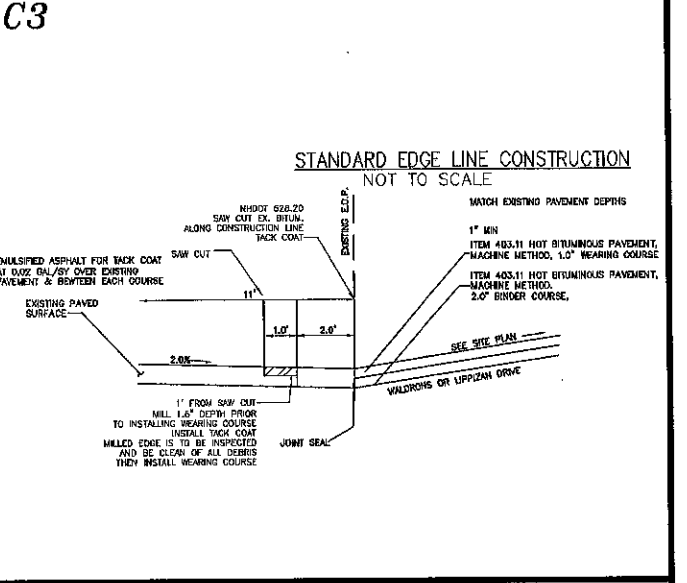 C3
STANDARD EDGE LINE CONSTRUCTION
NOT TO SCALE
NHDOT 628.20
SAW CUT EX. BITUM.
ALONG CONSTRUCTION LINE
TACK COAT
EXISTING E.O.P.
MATCH EXISTING PAVEMENT DEPTHS
1" MIN
ITEM 403.11 HOT BITUMINOUS PAVEMENT,
MACHINE METHOD, 1.0" WEARING COURSE
ITEM 403.11 HOT BITUMINOUS PAVEMENT,
MACHINE METHOD.
2.0" BINDER COURSE,
SAW CUT
EMULSIFIED ASPHALT FOR TACK COAT
AT 0.02 GAL/SY OVER EXISTING
PAVEMENT & BEWTEEN EACH COURSE
EXISTING PAVED
SURFACE
11'
1.0'
2.0'
2.0%
SEE SITE PLAN
WALDRONS OR LIPPIZAN DRIVE
1' FROM SAW CUT
MILL 1.5" DEPTH PRIOR
TO INSTALLING WEARING COURSE
INSTALL TACK COAT
MILLED EDGE IS TO BE INSPECTED
AND BE CLEAN OF ALL DEBRIS
THEN INSTALL WEARING COURSE
JOINT SEAL